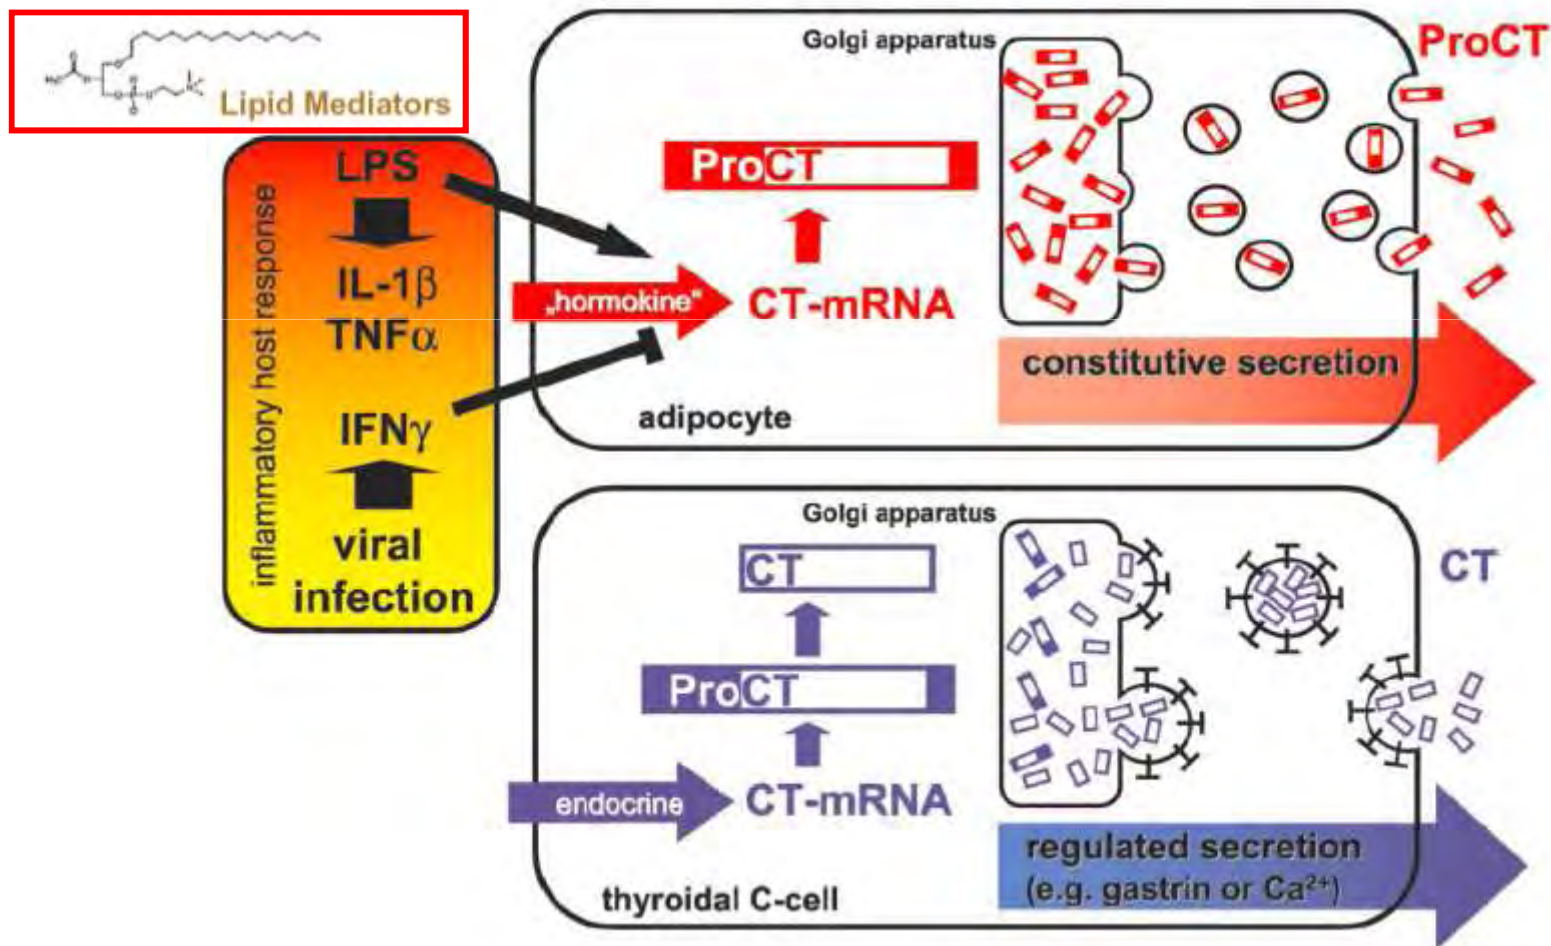 Lipid Mediators
LPS
IL-1β
TNFα
IFNγ
viral
infection
inflammatory host response
Golgi apparatus
ProCT
ProCT
„hormokine"
CT-mRNA
constitutive secretion
adipocyte
Golgi apparatus
CT
CT
ProCT
endocrine
CT-mRNA
regulated secretion
(e.g. gastrin or Ca²⁺)
thyroidal C-cell